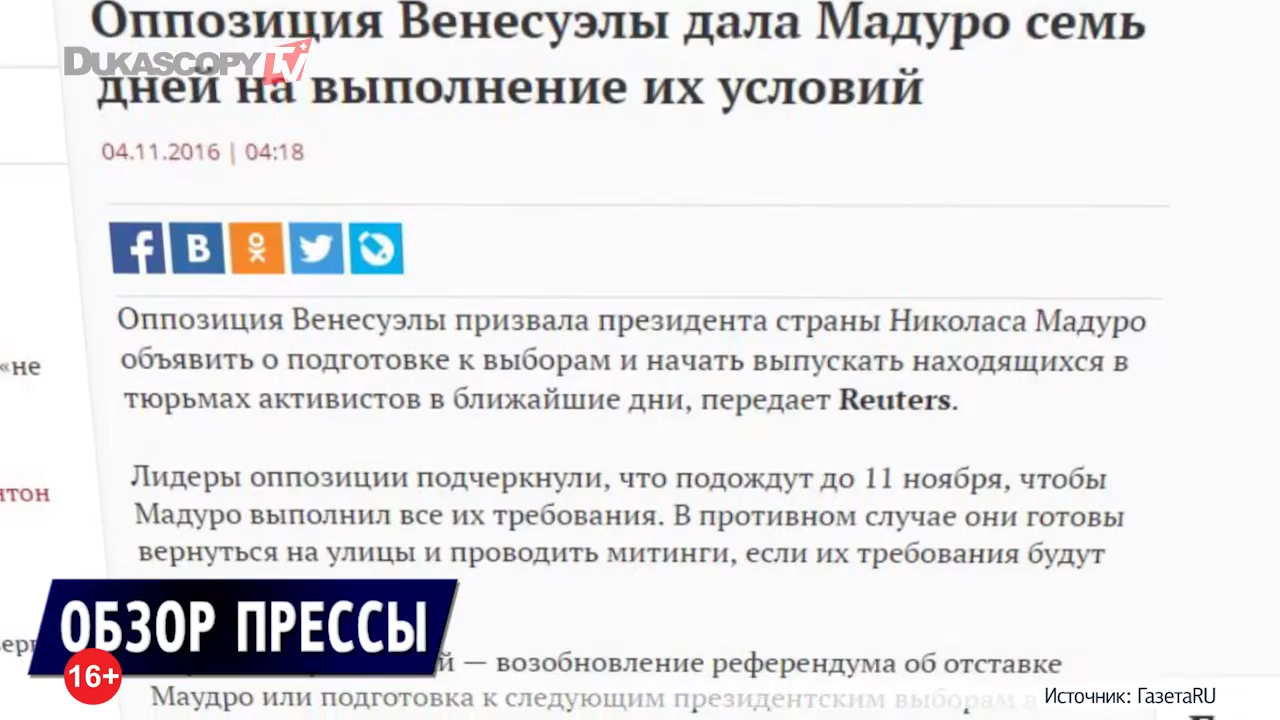 Оппозиция Венесуэлы дала Мадуро семь
DUKASCOPY TV
дней на выполнение их условий
04.11.2016 | 04:18
Оппозиция Венесуэлы призвала президента страны Николаса Мадуро
«не
объявить о подготовке к выборам и начать выпускать находящихся в
тюрьмах активистов в ближайшие дни, передает Reuters.
Лидеры оппозиции подчеркнули, что подождут до 11 ноября, чтобы
нтон
Мадуро выполнил все их требования. В противном случае они готовы
вернуться на улицы и проводить митинги, если их требования будут
ОБЗОР ПРЕССЫ
й — возобновление референдума об отставке
16+
Маудро или подготовка к следующим президентским выборам в
Источник: ГазетаRU